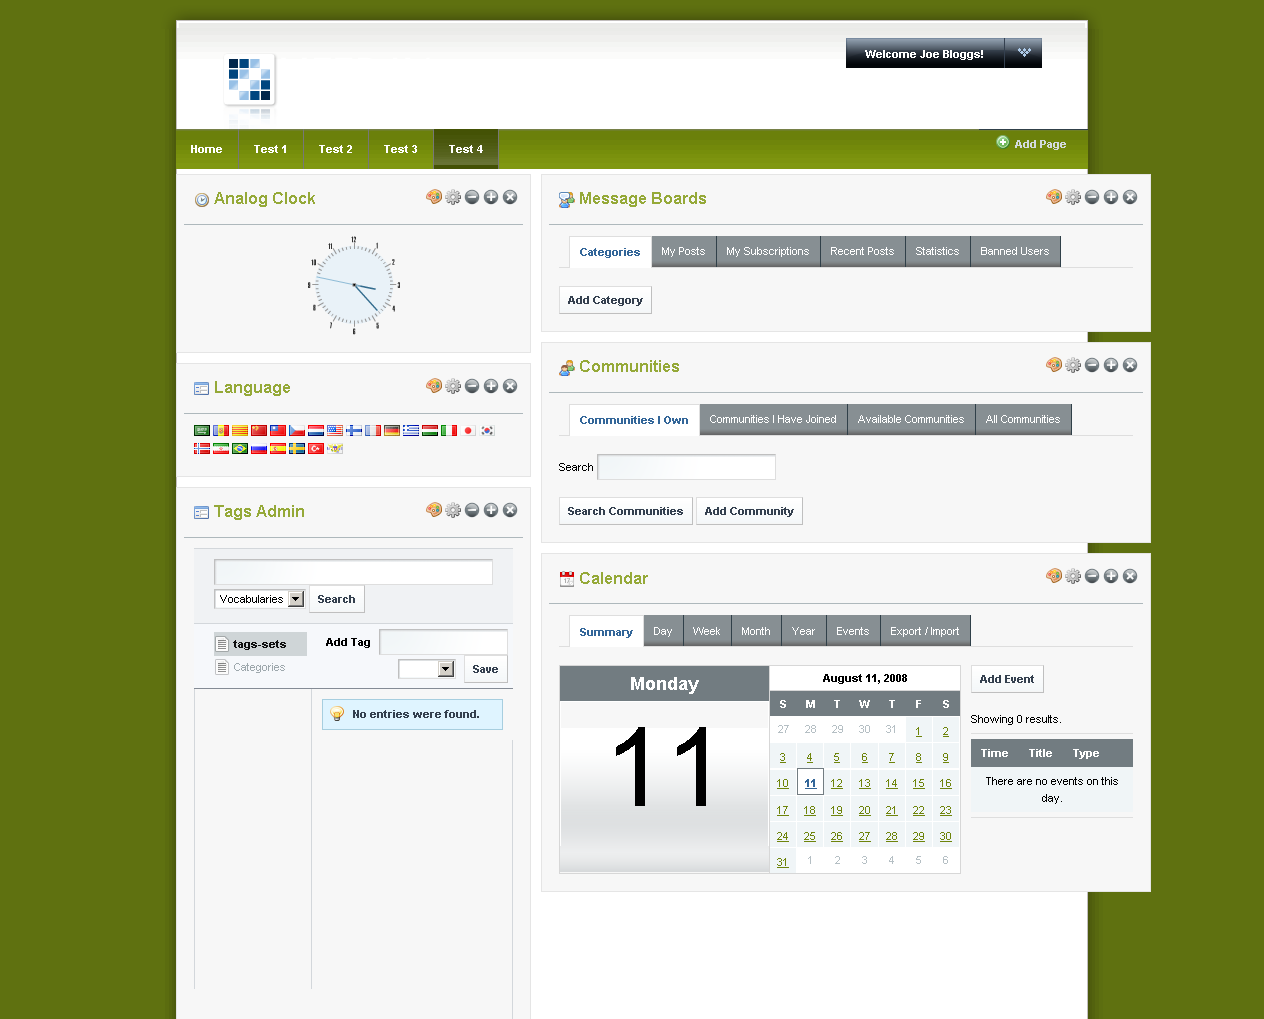 Welcome Joe Bloggs!
Home Test 1 Test 2 Test 3 Test 4 Add Page
Analog Clock
12
1
2
3
4
5
6
7
8
9
10
11
Language
Tags Admin
Vocabularies Search
tags-sets
Categories
Add Tag
Save
No entries were found.
Message Boards
Categories My Posts My Subscriptions Recent Posts Statistics Banned Users
Add Category
Communities
Communities I Own Communities I Have Joined Available Communities All Communities
Search
Search Communities Add Community
Calendar
Summary Day Week Month Year Events Export / Import
Monday
11
August 11, 2008
S M T W T F S
27 28 29 30 31 1 2
3 4 5 6 7 8 9
10 11 12 13 14 15 16
17 18 19 20 21 22 23
24 25 26 27 28 29 30
31 1 2 3 4 5 6
Add Event
Showing 0 results.
Time Title Type
There are no events on this
day.